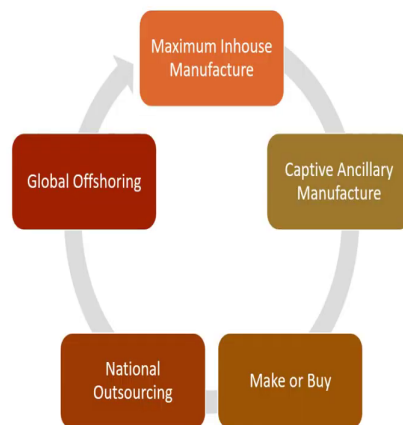 Maximum Inhouse
Manufacture
Captive Ancillary
Manufacture
Make or Buy
National
Outsourcing
Global Offshoring